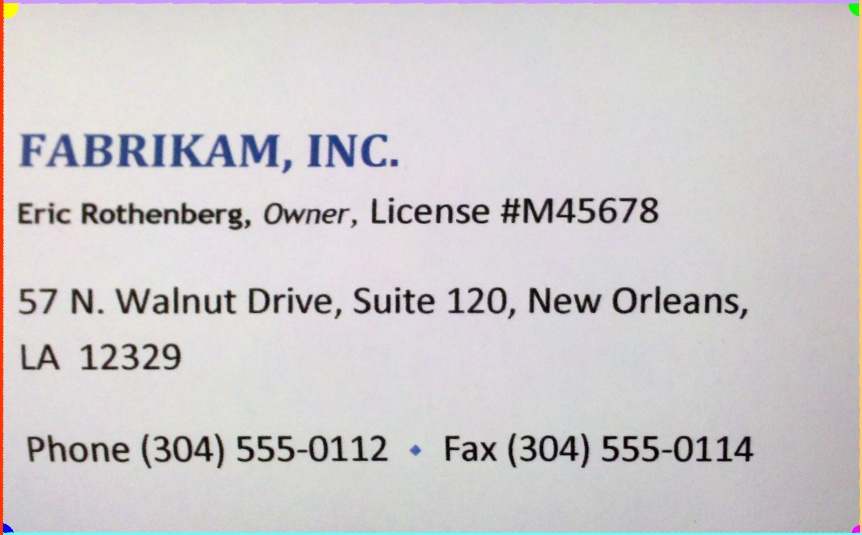 FABRIKAM, INC.
Eric Rothenberg, Owner, License #M45678
57 N. Walnut Drive, Suite 120, New Orleans,
LA 12329
Phone (304) 555-0112 • Fax (304) 555-0114